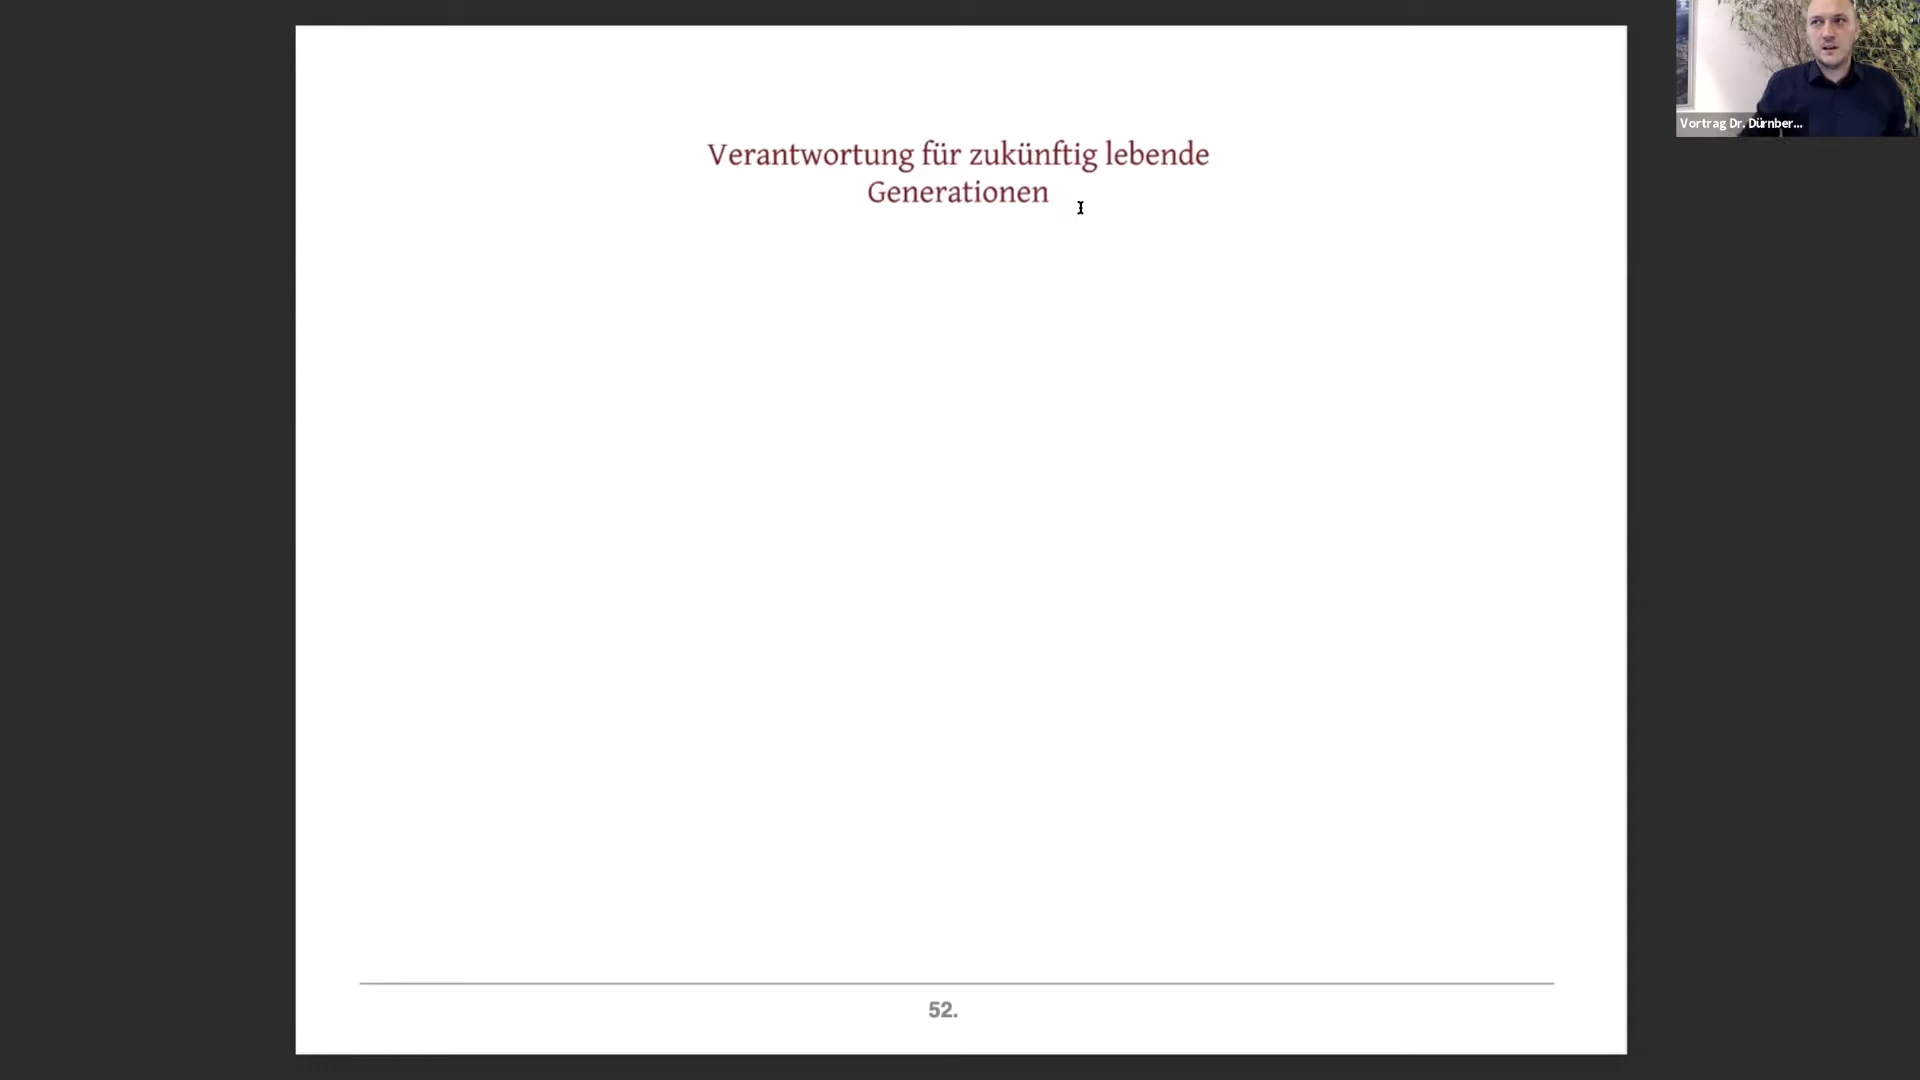 Verantwortung für zukünftig lebende
Generationen
52.
Vortrag Dr. Dürnber...